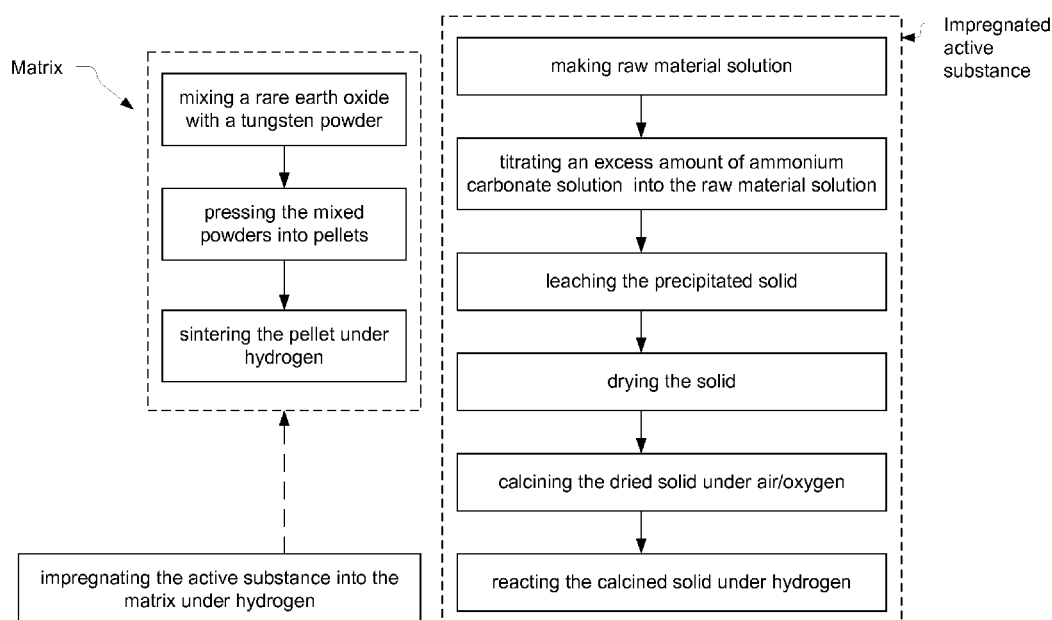 Matrix
mixing a rare earth oxide
with a tungsten powder
pressing the mixed
powders into pellets
sintering the pellet under
hydrogen
impregnating the active substance into the
matrix under hydrogen
Impregnated
active
substance
making raw material solution
titrating an excess amount of ammonium
carbonate solution into the raw material solution
leaching the precipitated solid
drying the solid
calcining the dried solid under air/oxygen
reacting the calcined solid under hydrogen